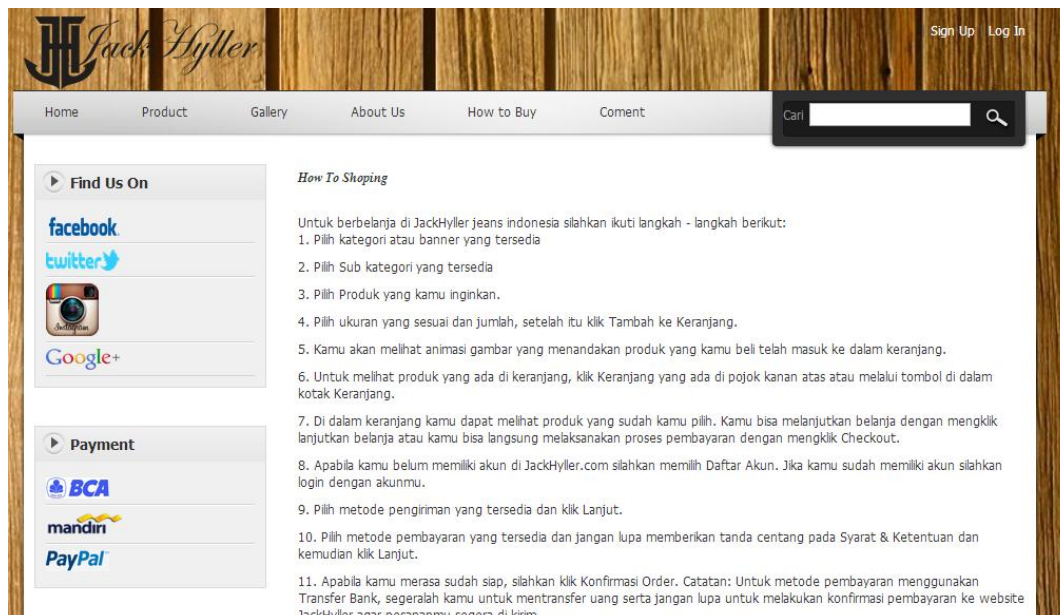 Jack Hyller
Sign Up Log In
Home Product Gallery About Us How to Buy Coment
Cari
Find Us On
facebook.
twitter
Instagram
Google+
Payment
BCA
mandiri
PayPal
How To Shoping
Untuk berbelanja di JackHyller jeans indonesia silahkan ikuti langkah - langkah berikut:
1. Pilih kategori atau banner yang tersedia
2. Pilih Sub kategori yang tersedia
3. Pilih Produk yang kamu inginkan.
4. Pilih ukuran yang sesuai dan jumlah, setelah itu klik Tambah ke Keranjang.
5. Kamu akan melihat animasi gambar yang menandakan produk yang kamu beli telah masuk ke dalam keranjang.
6. Untuk melihat produk yang ada di keranjang, klik Keranjang yang ada di pojok kanan atas atau melalui tombol di dalam
kotak Keranjang.
7. Di dalam keranjang kamu dapat melihat produk yang sudah kamu pilih. Kamu bisa melanjutkan belanja dengan mengklik
lanjutkan belanja atau kamu bisa langsung melaksanakan proses pembayaran dengan mengklik Checkout.
8. Apabila kamu belum memiliki akun di JackHyller.com silahkan memilih Daftar Akun. Jika kamu sudah memiliki akun silahkan
login dengan akunmu.
9. Pilih metode pengiriman yang tersedia dan klik Lanjut.
10. Pilih metode pembayaran yang tersedia dan jangan lupa memberikan tanda centang pada Syarat & Ketentuan dan
kemudian klik Lanjut.
11. Apabila kamu merasa sudah siap, silahkan klik Konfirmasi Order. Catatan: Untuk metode pembayaran menggunakan
Transfer Bank, segeralah kamu untuk mentransfer uang serta jangan lupa untuk melakukan konfirmasi pembayaran ke website
JackHyller agar pesananmu segera di kirim